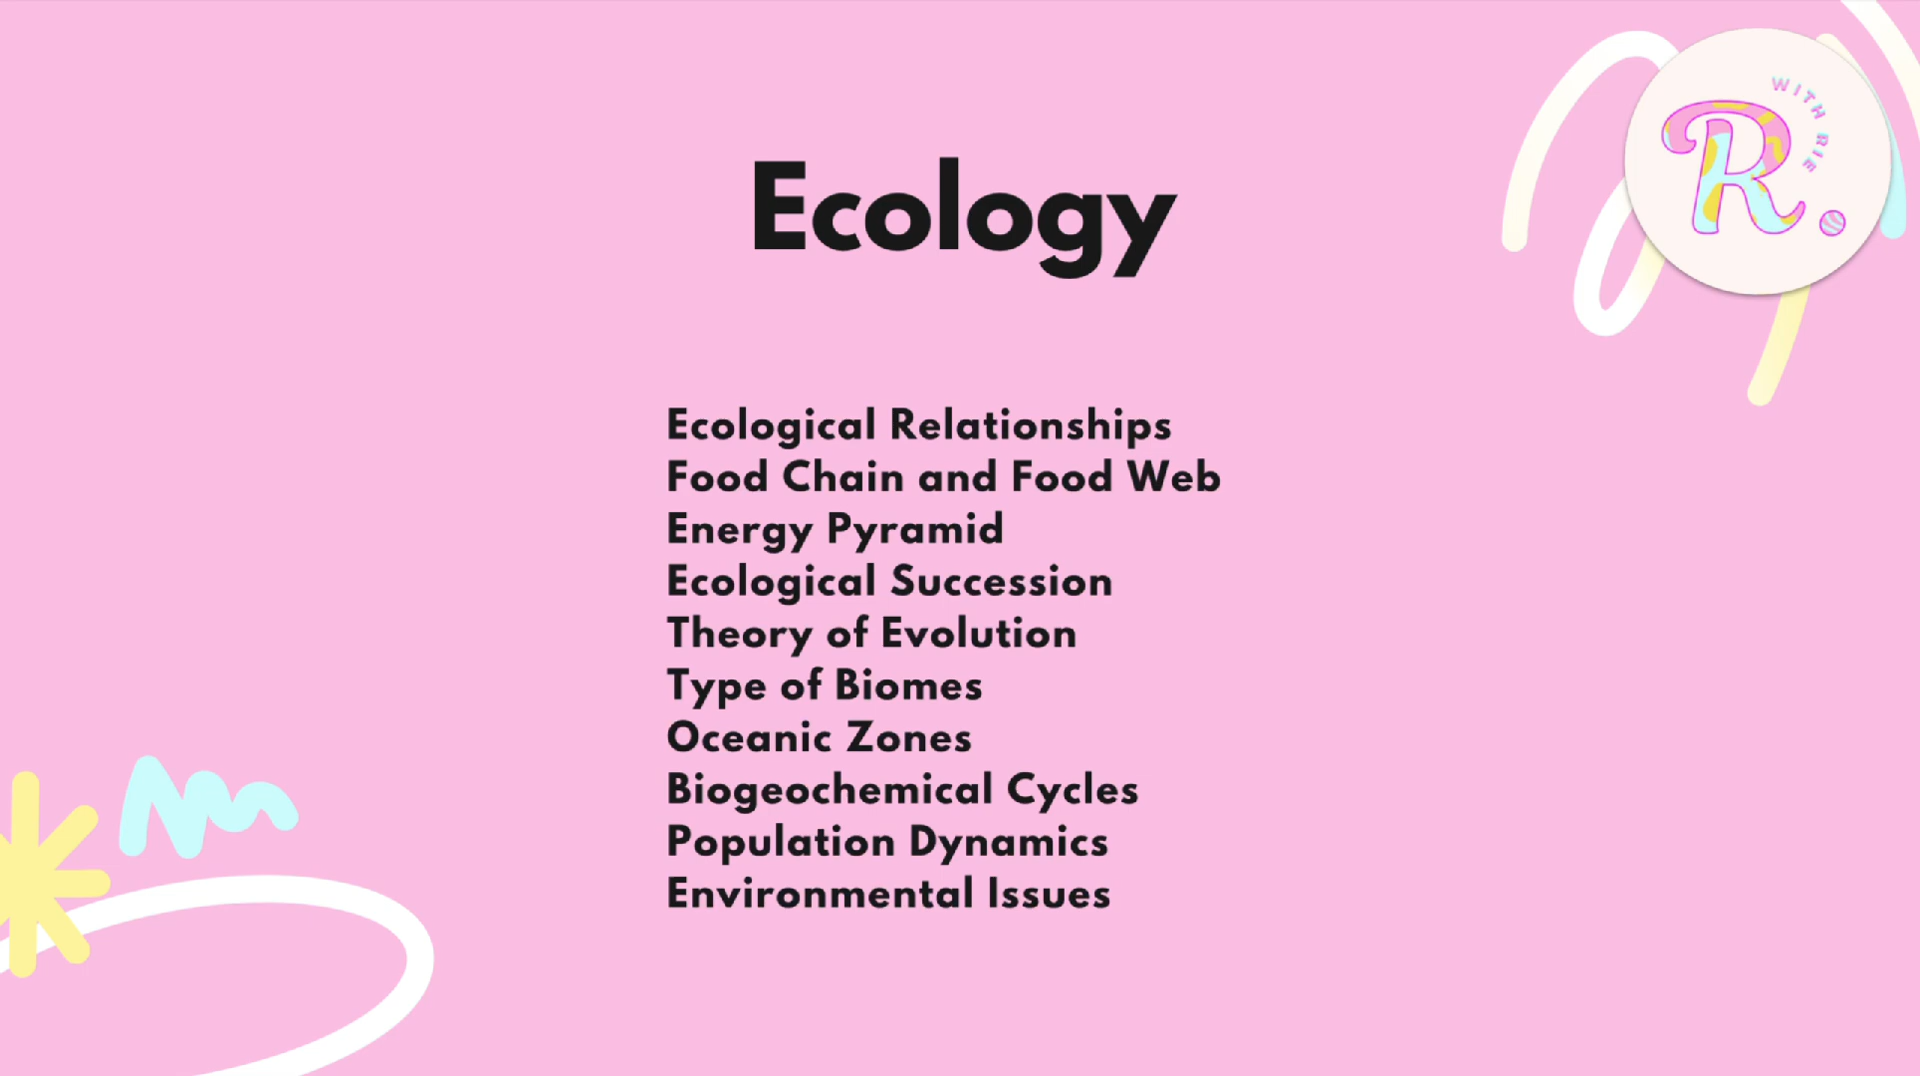 WITH RIE
R.
Ecology
Ecological Relationships
Food Chain and Food Web
Energy Pyramid
Ecological Succession
Theory of Evolution
Type of Biomes
Oceanic Zones
Biogeochemical Cycles
Population Dynamics
Environmental Issues